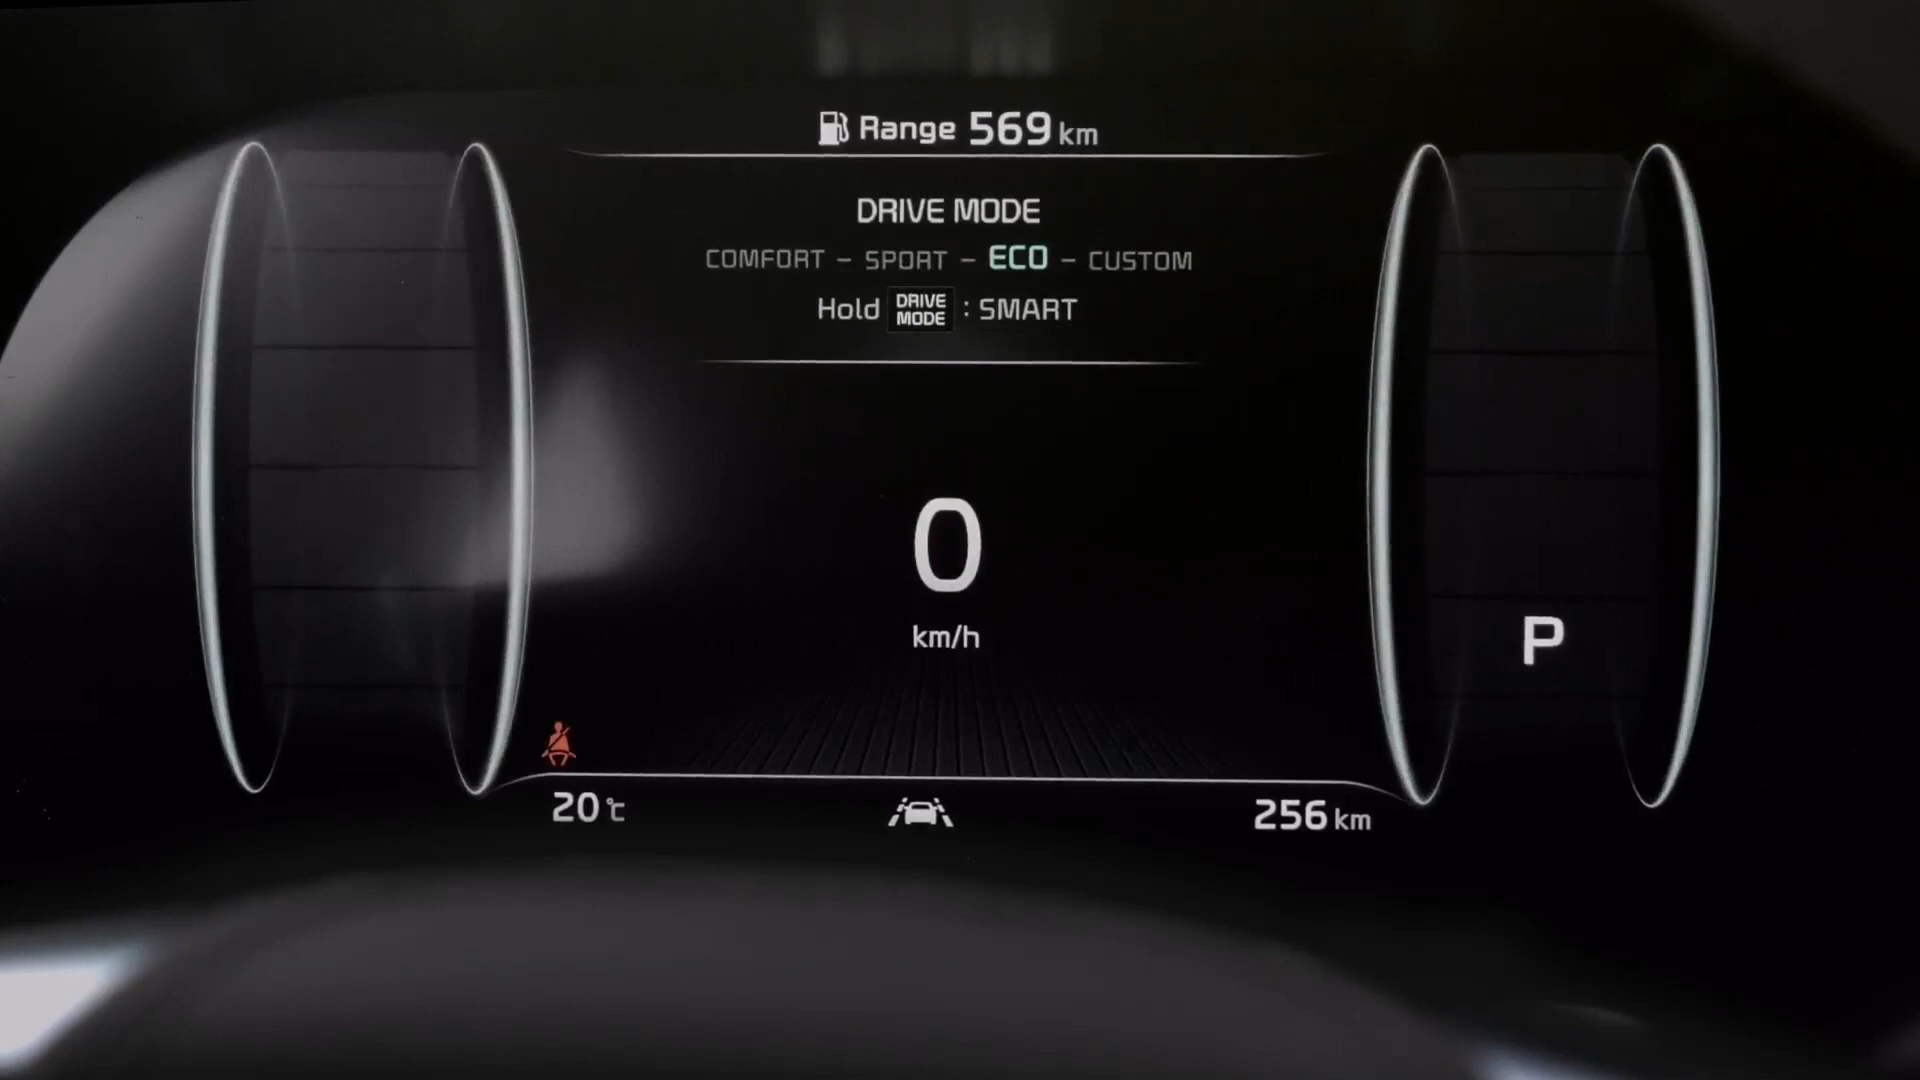 Range 569 km
DRIVE MODE
COMFORT – SPORT – ECO – CUSTOM
Hold DRIVE MODE : SMART
0
km/h
P
20 ℃
256 km